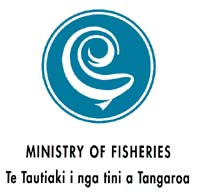 MINISTRY OF FISHERIES
Te Tautiaki i nga tini a Tangaroa